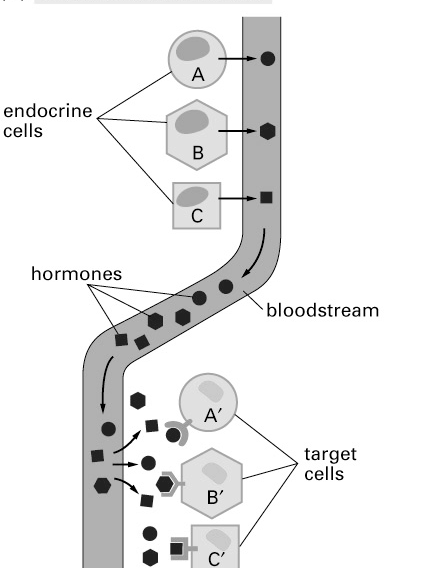 A
endocrine
cells
B
C
hormones
bloodstream
A′
target
cells
B′
C′